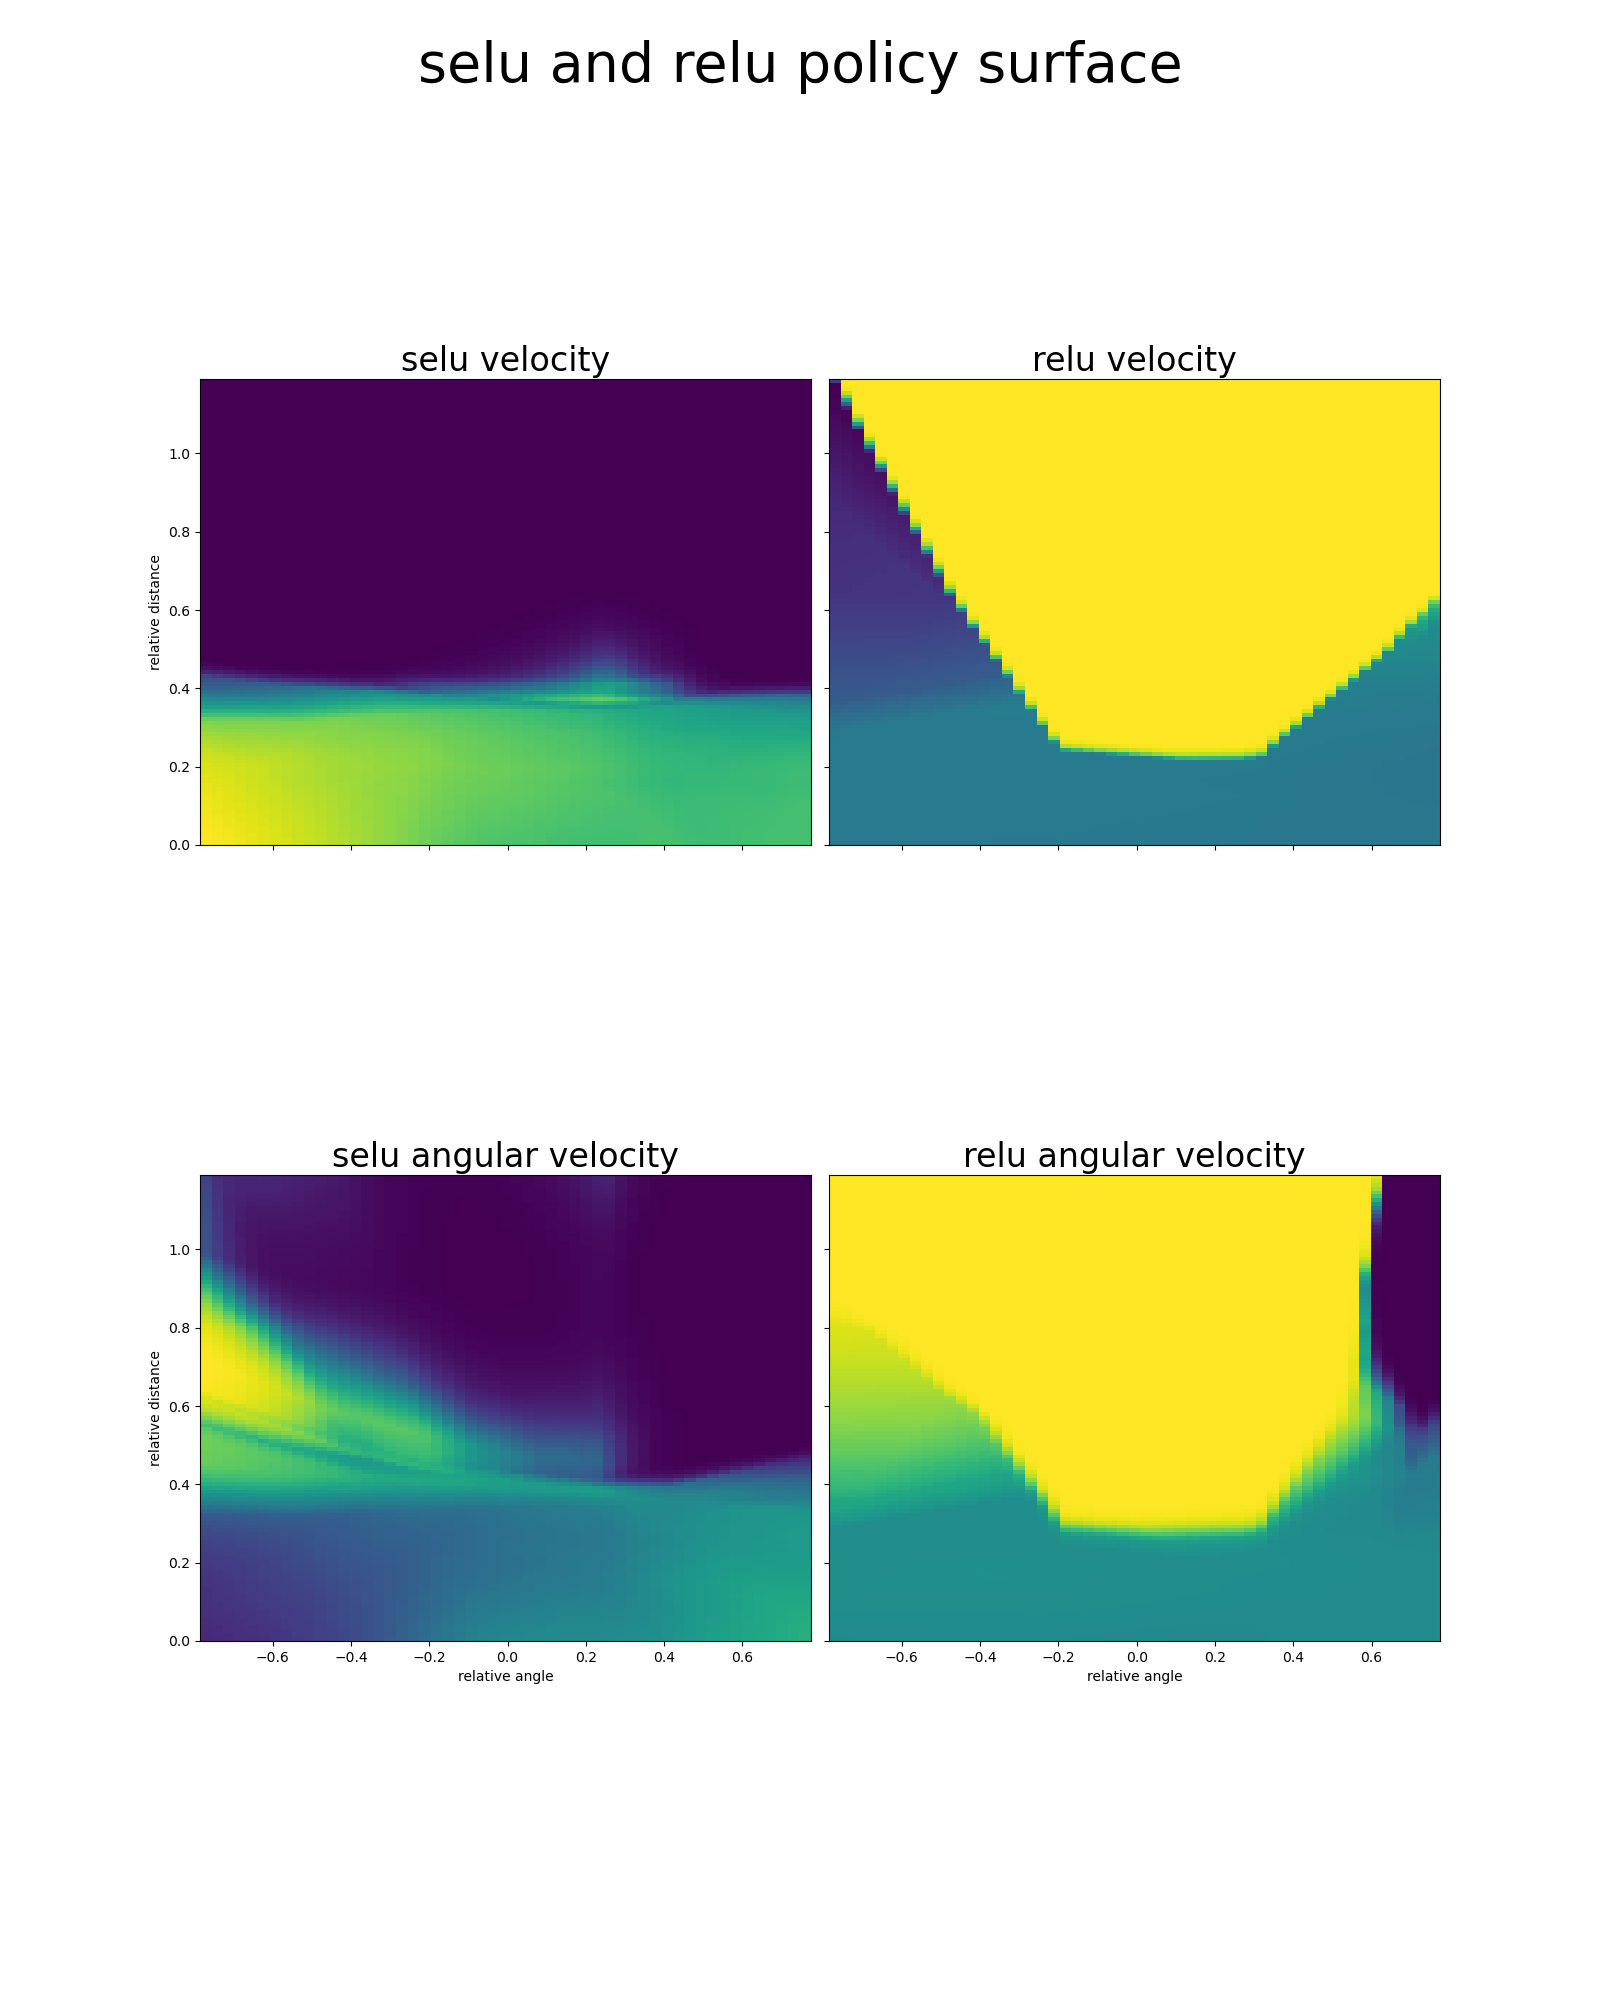 selu and relu policy surface
selu velocity
relu velocity
relative distance
1.0
0.8
0.6
0.4
0.2
0.0
selu angular velocity
relu angular velocity
relative distance
1.0
0.8
0.6
0.4
0.2
0.0
−0.6 −0.4 −0.2 0.0 0.2 0.4 0.6
−0.6 −0.4 −0.2 0.0 0.2 0.4 0.6
relative angle
relative angle